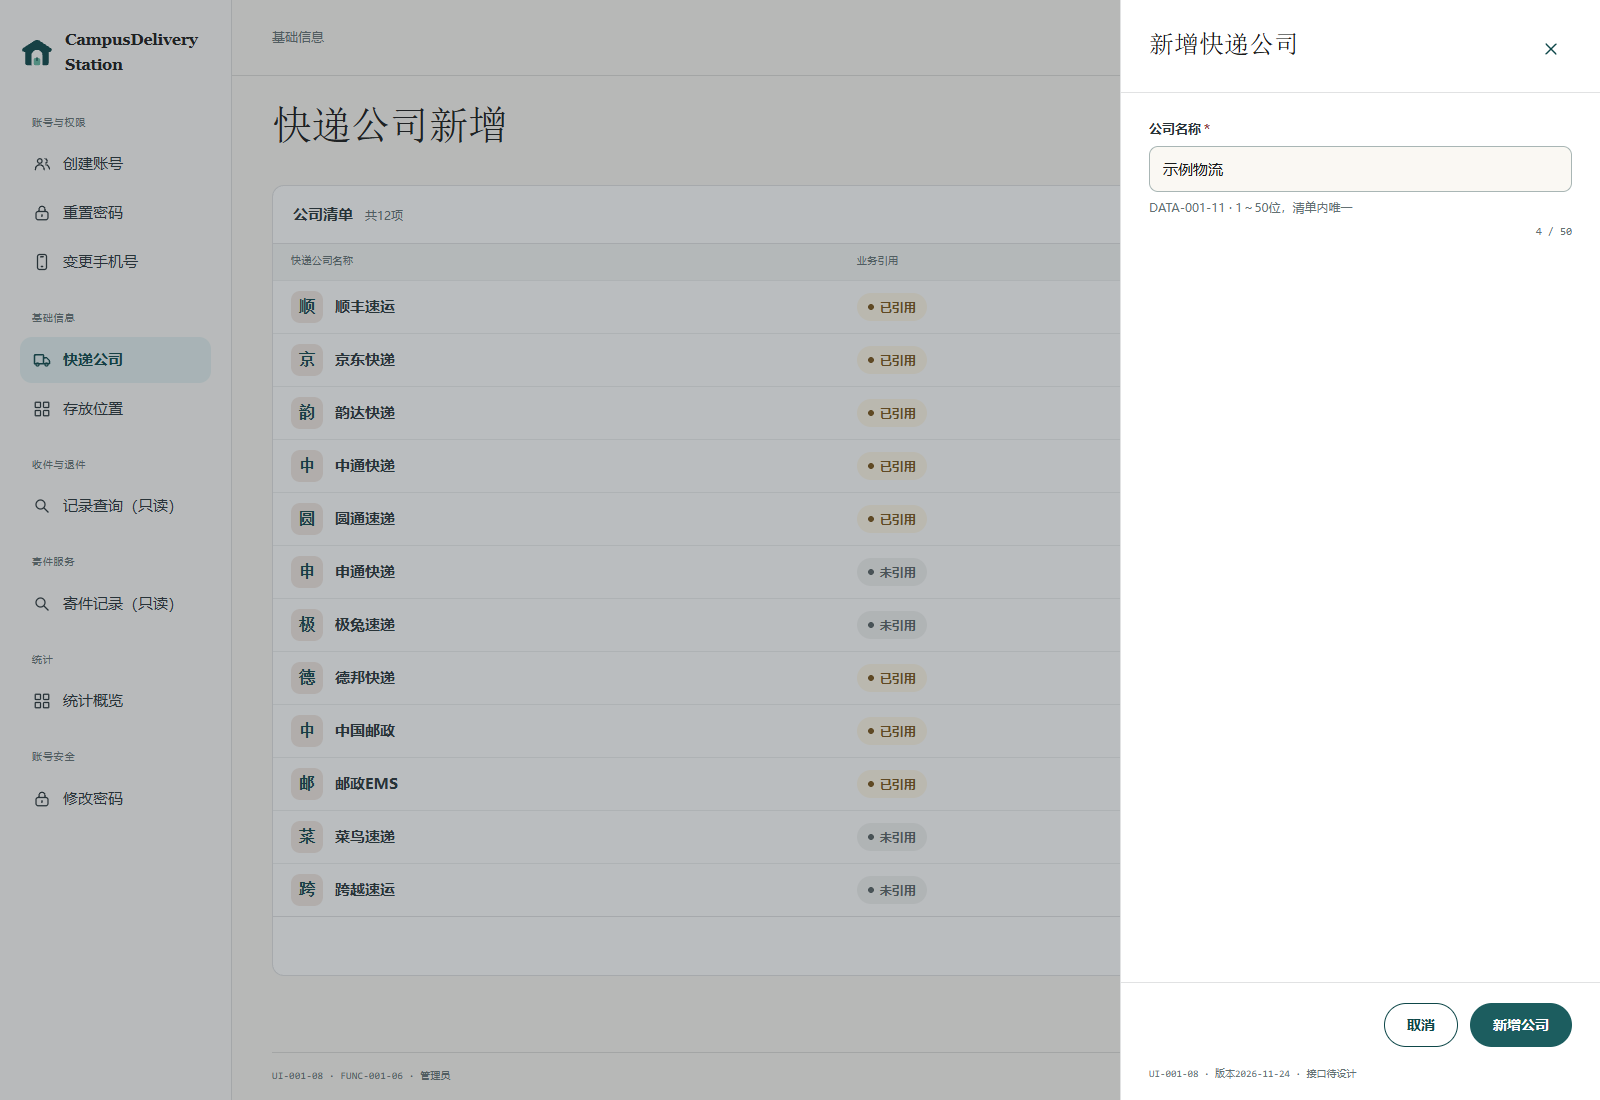 CampusDelivery
Station
账号与权限
创建账号
重置密码
变更手机号
基础信息
快递公司
存放位置
收件与退件
记录查询（只读）
寄件服务
寄件记录（只读）
统计
统计概览
账号安全
修改密码
基础信息
快递公司新增
公司清单 共12项
快递公司名称 业务引用
顺 顺丰速运 已引用
京 京东快递 已引用
韵 韵达快递 已引用
中 中通快递 已引用
圆 圆通速递 已引用
申 申通快递 未引用
极 极兔速递 未引用
德 德邦快递 已引用
中 中国邮政 已引用
邮 邮政EMS 已引用
菜 菜鸟速递 未引用
跨 跨越速运 未引用
UI-001-08 · FUNC-001-06 · 管理员
新增快递公司
公司名称 *
示例物流
DATA-001-11 · 1～50位，清单内唯一
4 / 50
取消 新增公司
UI-001-08 · 版本2026-11-24 · 接口待设计